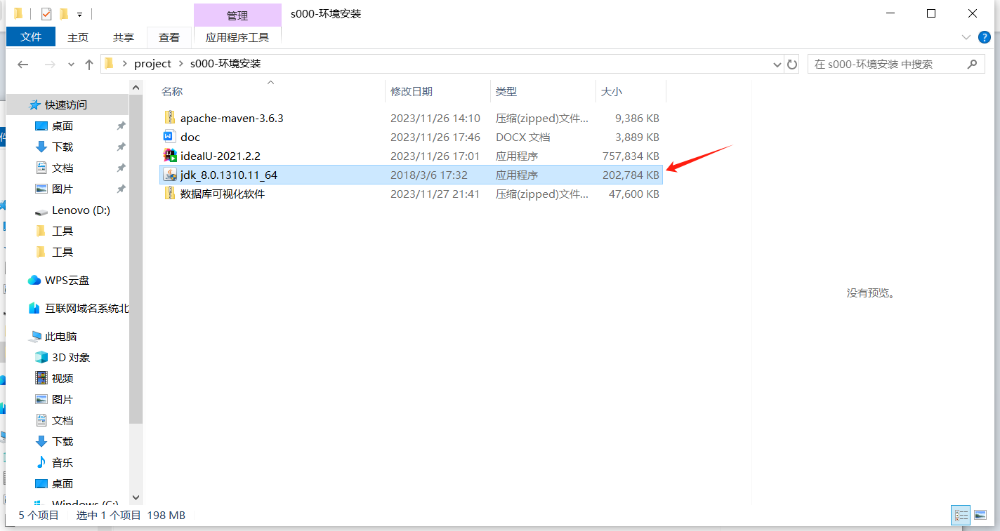 管理
s000-环境安装
文件 主页 共享 查看 应用程序工具
project s000-环境安装
在 s000-环境安装 中搜索
名称 修改日期 类型 大小
apache-maven-3.6.3 2023/11/26 14:10 压缩(zipped)文件... 9,386 KB
doc 2023/11/26 17:46 DOCX 文档 3,889 KB
ideaIU-2021.2.2 2023/11/26 17:01 应用程序 757,834 KB
jdk_8.0.1310.11_64 2018/3/6 17:32 应用程序 202,784 KB
数据库可视化软件 2023/11/27 21:41 压缩(zipped)文件... 47,600 KB
快速访问
桌面
下载
文档
图片
Lenovo (D:)
工具
工具
WPS云盘
互联网域名系统北
此电脑
3D 对象
视频
图片
文档
下载
音乐
桌面
Windows (C:)
没有预览。
5 个项目 选中 1 个项目 198 MB